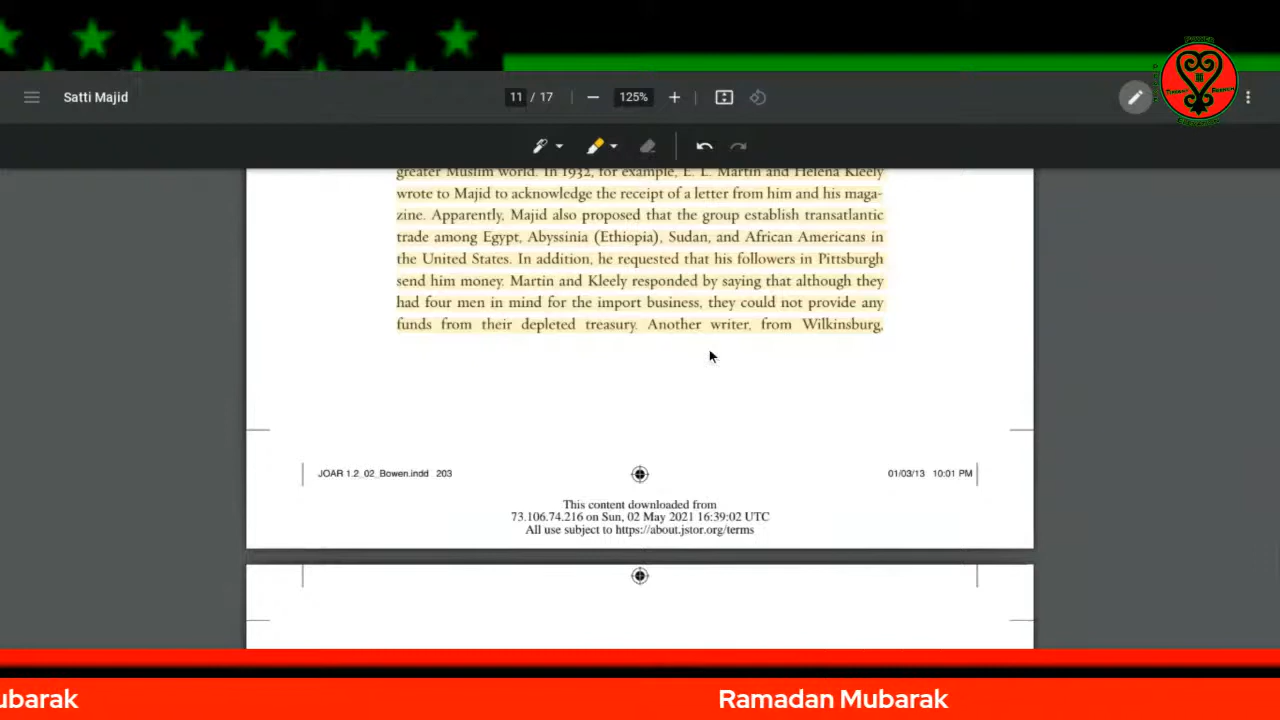 Satti Majid
11 / 17
125%
POWER
greater Muslim world. In 1932, for example, E. L. Martin and Helena Kleely
wrote to Majid to acknowledge the receipt of a letter from him and his maga-
zine. Apparently, Majid also proposed that the group establish transatlantic
trade among Egypt, Abyssinia (Ethiopia), Sudan, and African Americans in
the United States. In addition, he requested that his followers in Pittsburgh
send him money. Martin and Kleely responded by saying that although they
had four men in mind for the import business, they could not provide any
funds from their depleted treasury. Another writer, from Wilkinsburg,
JOAR 1.2_02_Bowen.indd 203
01/03/13 10:01 PM
This content downloaded from
73.106.74.216 on Sun, 02 May 2021 16:39:02 UTC
All use subject to https://about.jstor.org/terms
ubarak
Ramadan Mubarak